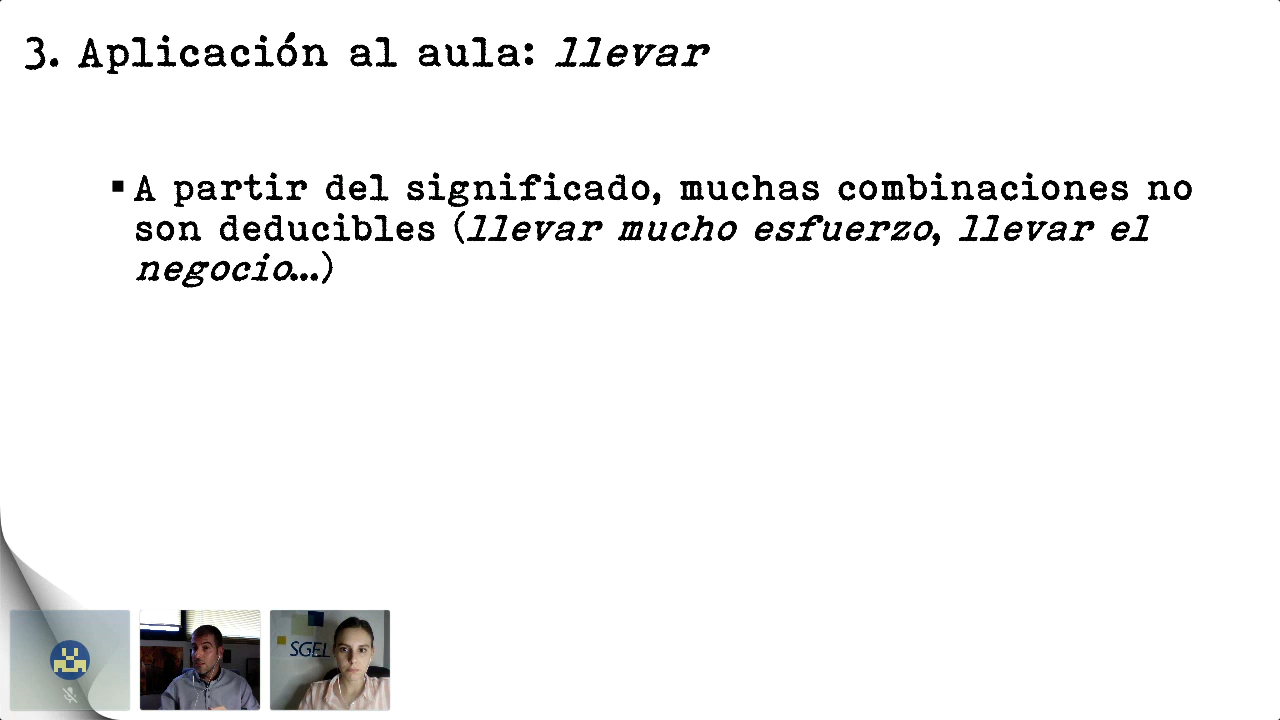 3. Aplicación al aula: llevar
▪A partir del significado, muchas combinaciones no
son deducibles (llevar mucho esfuerzo, llevar el
negocio…)
SGEL